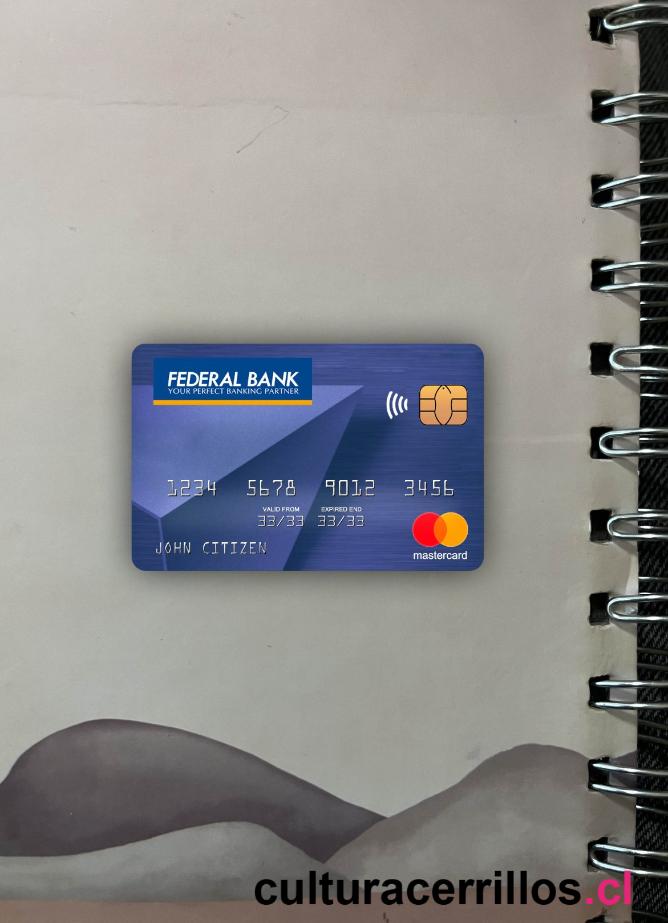 FEDERAL BANK
YOUR PERFECT BANKING PARTNER
1234 5678 9012 3456
VALID FROM EXPIRED END
33/33 33/33
JOHN CITIZEN
mastercard
culturacerrillos.cl